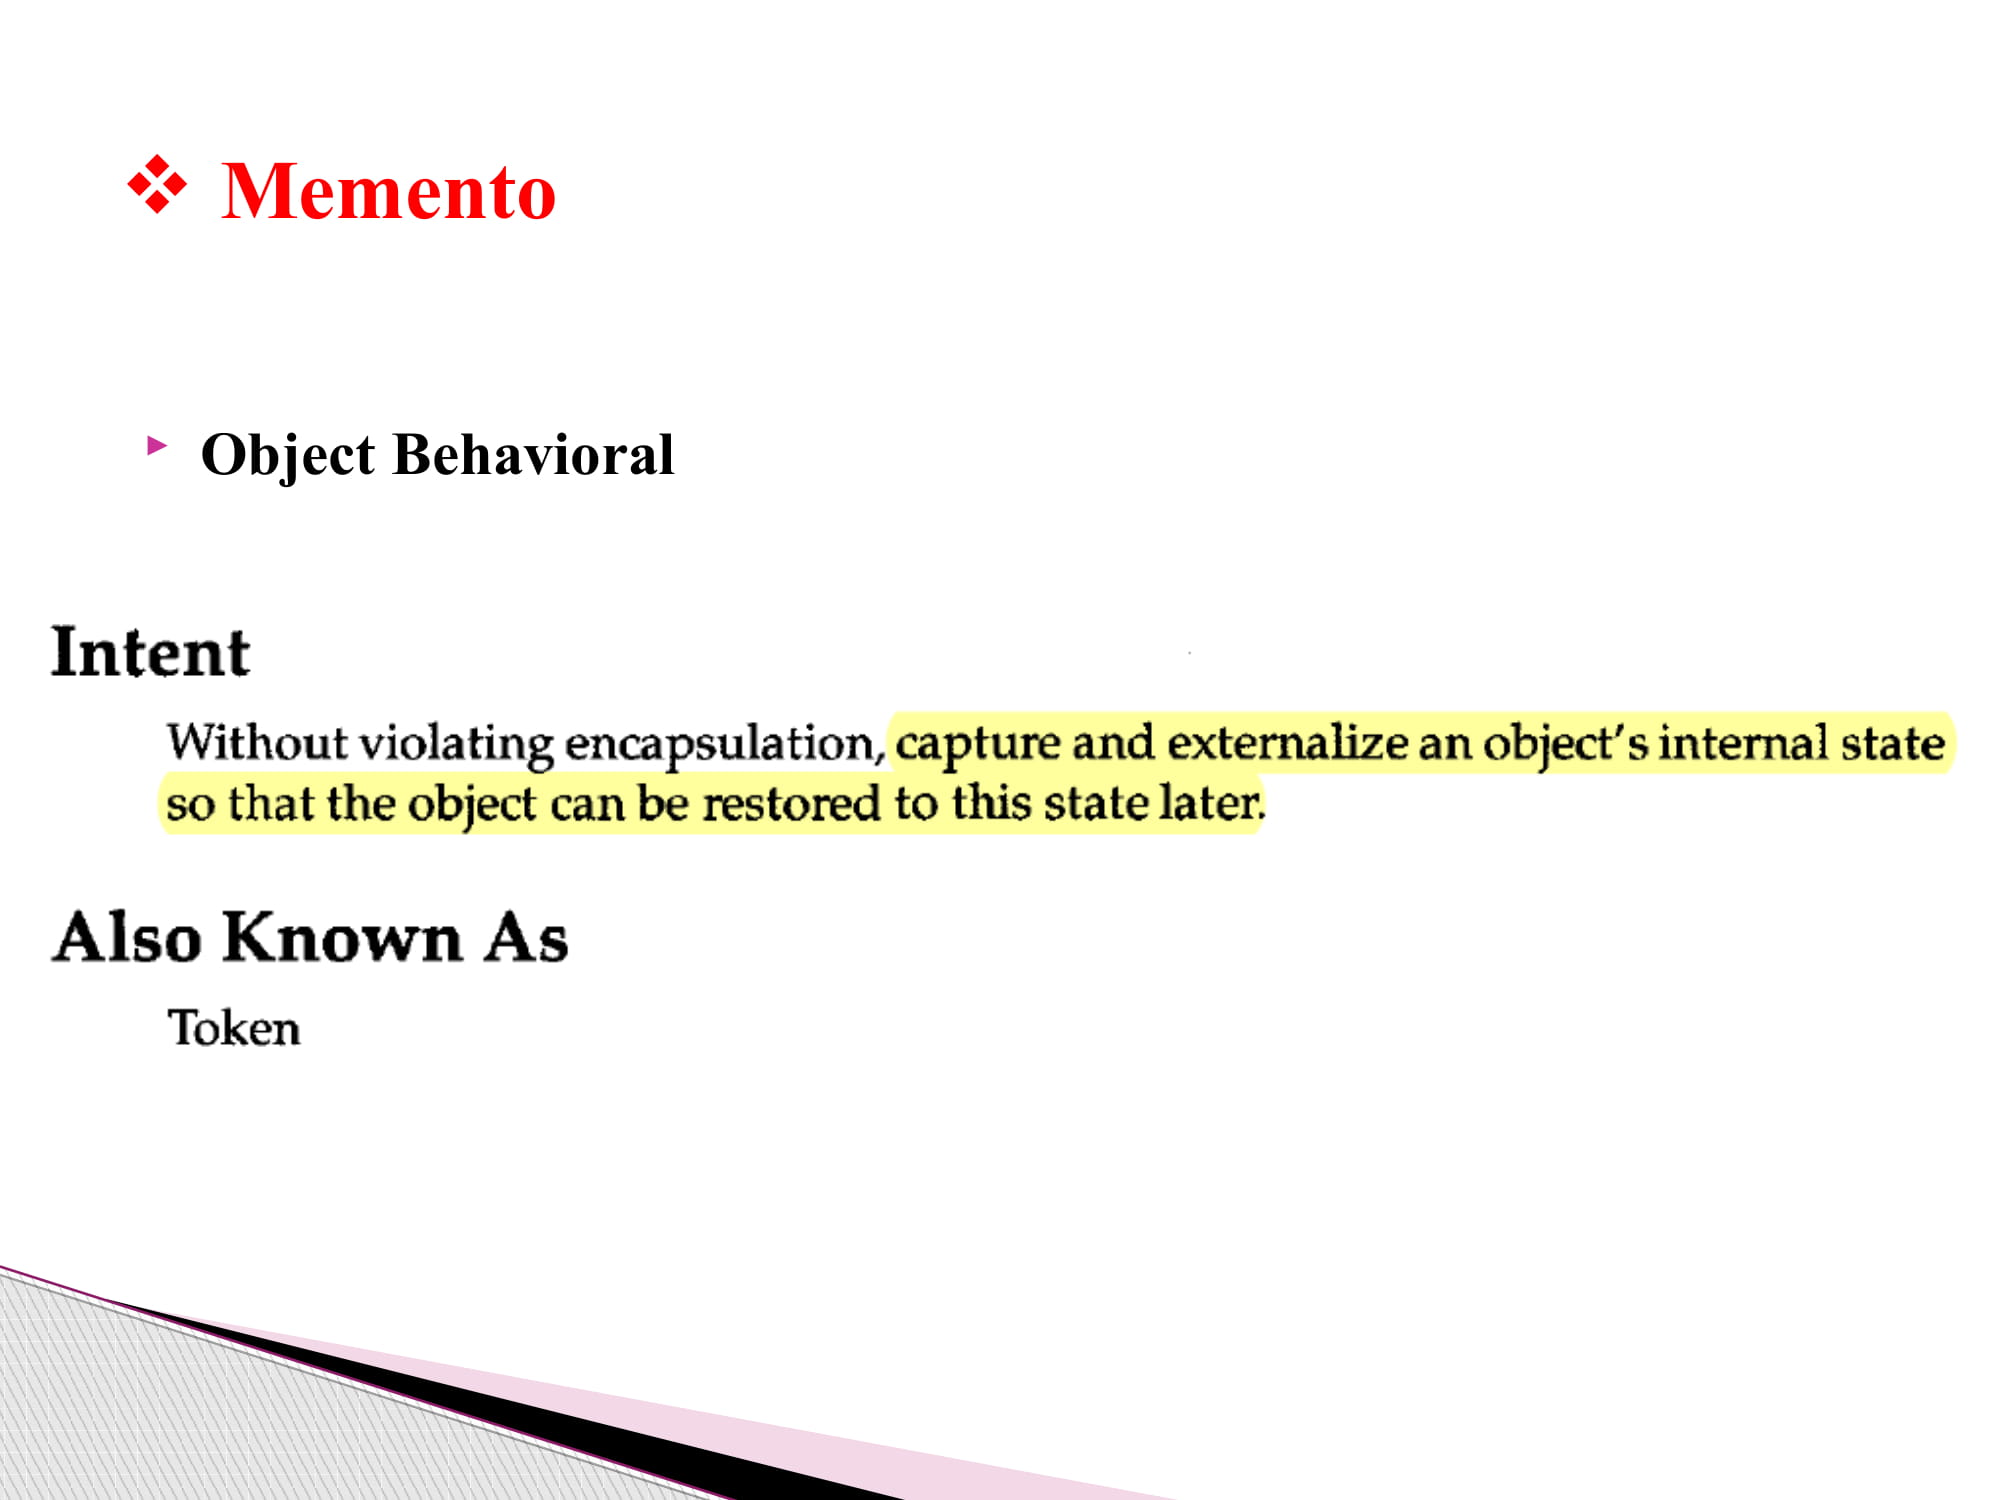 ❖ Memento
Object Behavioral
Intent
Without violating encapsulation, capture and externalize an object's internal state
so that the object can be restored to this state later.
Also Known As
Token